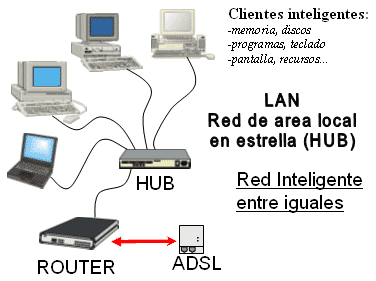 Clientes inteligentes:
-memoria, discos
-programas, teclado
-pantalla, recursos...
LAN
Red de area local
en estrella (HUB)
HUB
Red Inteligente
entre iguales
ROUTER
ADSL